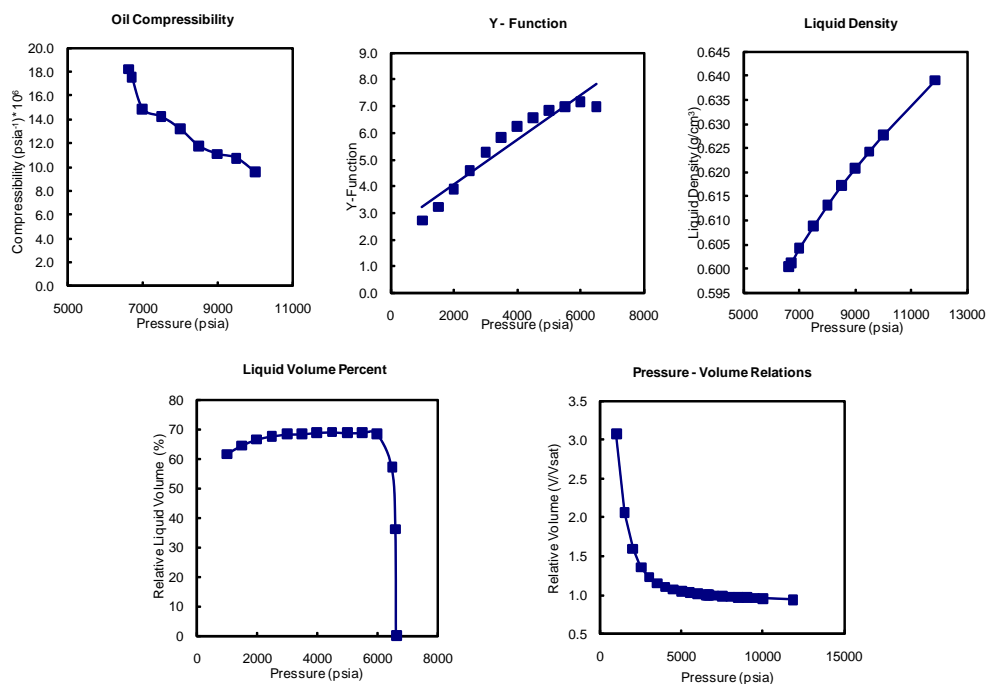 Oil Compressibility
20.0
18.0
16.0
14.0
12.0
10.0
8.0
6.0
4.0
2.0
0.0
5000 7000 9000 11000
Compressibility (psia⁻¹)*10⁶
Pressure (psia)
Y - Function
9.0
8.0
7.0
6.0
5.0
4.0
3.0
2.0
1.0
0.0
0 2000 4000 6000 8000
Y-Function
Pressure (psia)
Liquid Density
0.645
0.640
0.635
0.630
0.625
0.620
0.615
0.610
0.605
0.600
0.595
5000 7000 9000 11000 13000
Liquid Density (g/cm³)
Pressure (psia)
Liquid Volume Percent
80
70
60
50
40
30
20
10
0
0 2000 4000 6000 8000
Relative Liquid Volume (%)
Pressure (psia)
Pressure - Volume Relations
3.5
3.0
2.5
2.0
1.5
1.0
0.5
0 5000 10000 15000
Relative Volume (V/Vsat)
Pressure (psia)